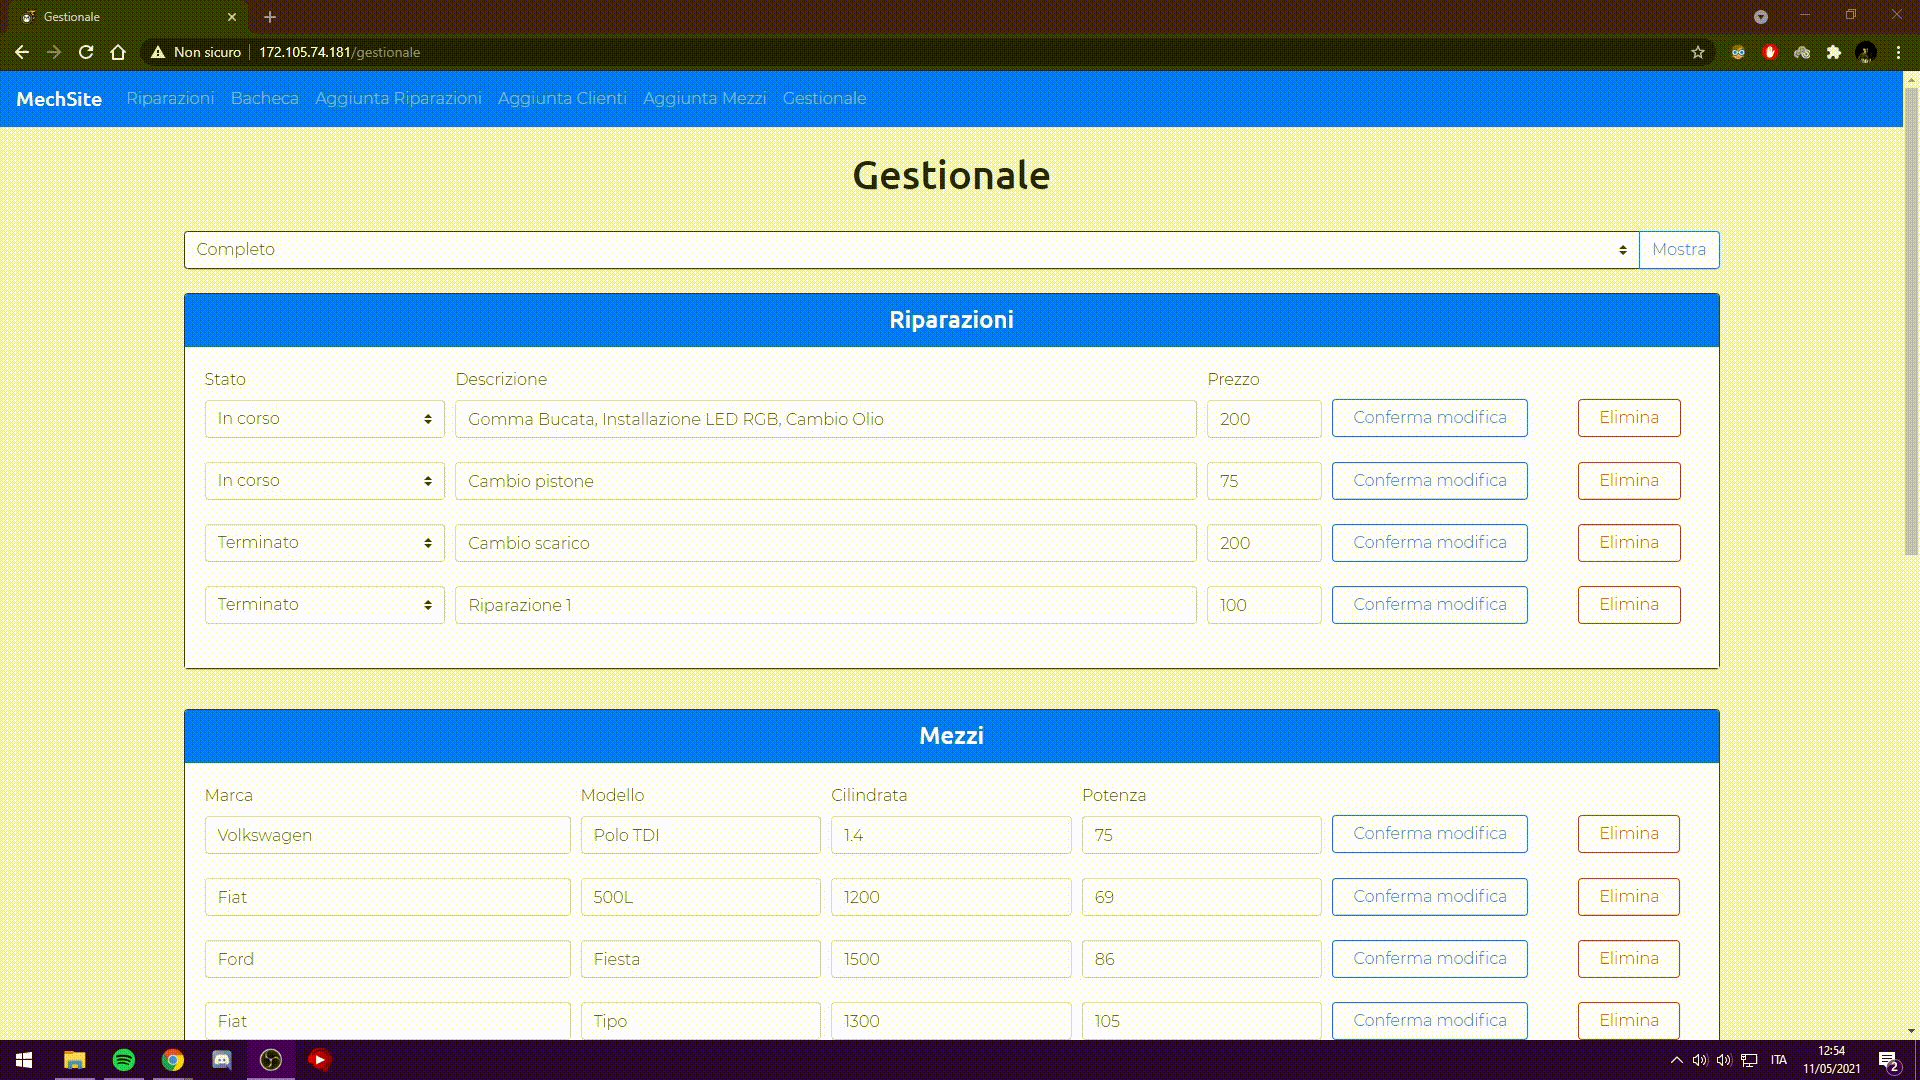 Gestionale
Non sicuro 172.105.74.181/gestionale
MechSite Riparazioni Bacheca Aggiunta Riparazioni Aggiunta Clienti Aggiunta Mezzi Gestionale
Gestionale
Completo Mostra
Riparazioni
Stato Descrizione Prezzo
In corso Gomma Bucata, Installazione LED RGB, Cambio Olio 200 Conferma modifica Elimina
In corso Cambio pistone 75 Conferma modifica Elimina
Terminato Cambio scarico 200 Conferma modifica Elimina
Terminato Riparazione 1 100 Conferma modifica Elimina
Mezzi
Marca Modello Cilindrata Potenza
Volkswagen Polo TDI 1.4 75 Conferma modifica Elimina
Fiat 500L 1200 69 Conferma modifica Elimina
Ford Fiesta 1500 86 Conferma modifica Elimina
Fiat Tipo 1300 105 Conferma modifica Elimina
ITA 12:54
11/05/2021 2